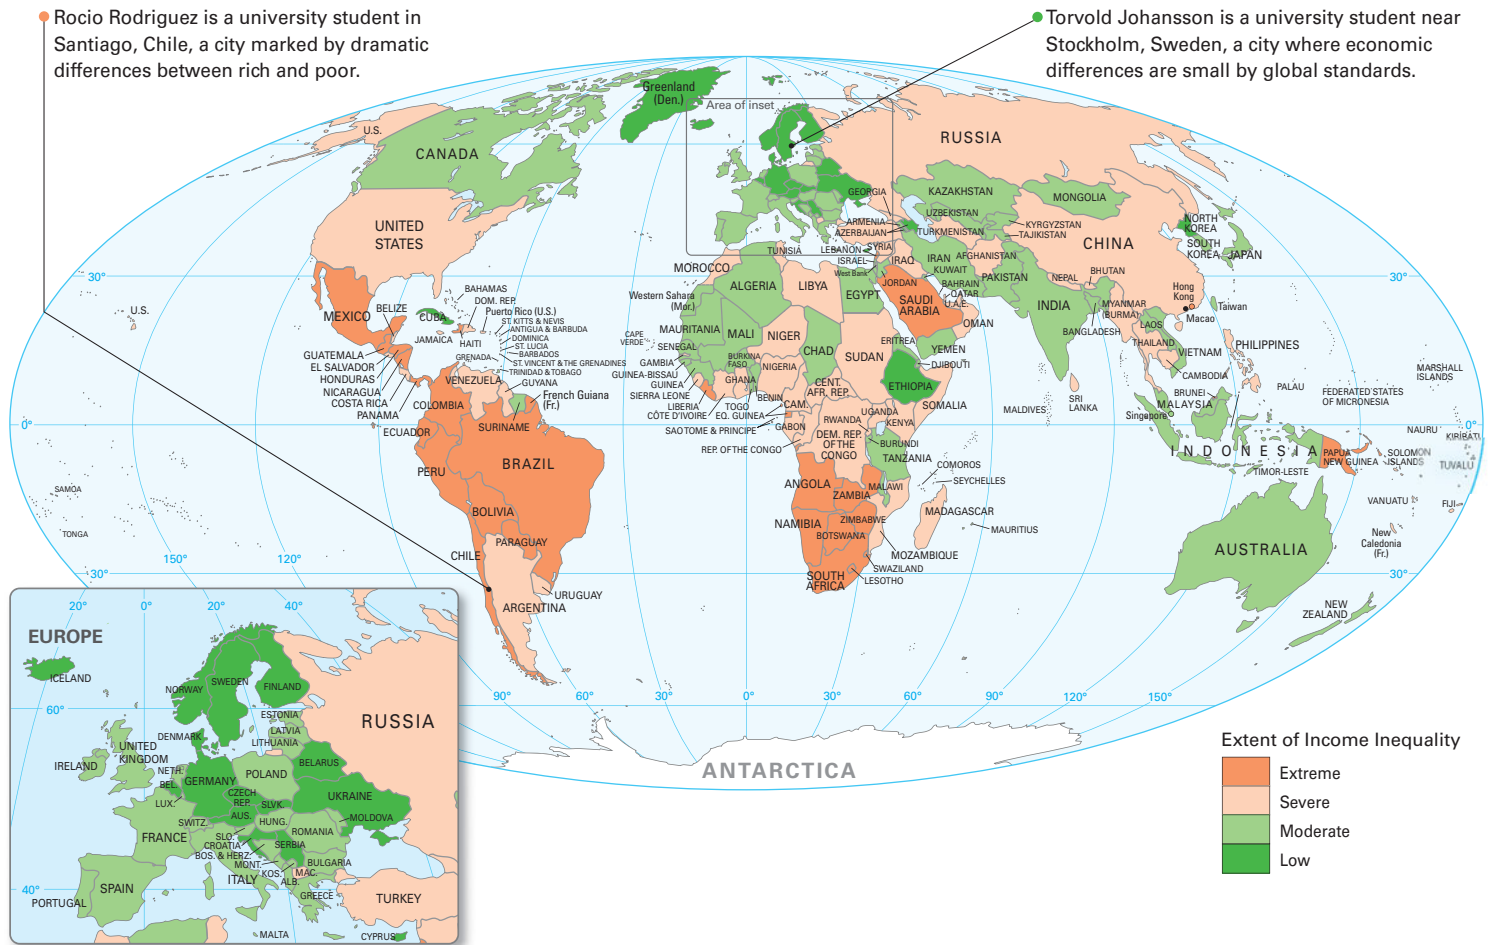 Rocio Rodriguez is a university student in
Santiago, Chile, a city marked by dramatic
differences between rich and poor.
Torvold Johansson is a university student near
Stockholm, Sweden, a city where economic
differences are small by global standards.
Greenland
(Den.)
Area of inset
U.S.
CANADA
RUSSIA
UNITED
STATES
KAZAKHSTAN
MONGOLIA
GEORGIA
UZBEKISTAN
ARMENIA
AZERBAIJAN
TURKMENISTAN
KYRGYZSTAN
TAJIKISTAN
CHINA
NORTH
KOREA
SOUTH
KOREA
JAPAN
TUNISIA
LEBANON
SYRIA
ISRAEL
West Bank
IRAQ
IRAN
AFGHANISTAN
KUWAIT
PAKISTAN
NEPAL
BHUTAN
MOROCCO
30°
30°
ALGERIA
LIBYA
EGYPT
JORDAN
SAUDI
ARABIA
BAHRAIN
QATAR
U.A.E.
OMAN
INDIA
Hong
Kong
Macao
Taiwan
MYANMAR
(BURMA)
BANGLADESH
LAOS
THAILAND
VIETNAM
CAMBODIA
PHILIPPINES
U.S.
MEXICO
BELIZE
BAHAMAS
DOM. REP.
Puerto Rico (U.S.)
CUBA
JAMAICA
HAITI
ST. KITTS & NEVIS
ANTIGUA & BARBUDA
DOMINICA
ST. LUCIA
BARBADOS
ST. VINCENT & THE GRENADINES
GRENADA
TRINIDAD & TOBAGO
GUATEMALA
EL SALVADOR
HONDURAS
NICARAGUA
COSTA RICA
PANAMA
VENEZUELA
GUYANA
French Guiana
(Fr.)
COLOMBIA
SURINAME
ECUADOR
PERU
BRAZIL
BOLIVIA
PARAGUAY
CHILE
ARGENTINA
URUGUAY
Western Sahara
(Mor.)
CAPE
VERDE
MAURITANIA
MALI
NIGER
CHAD
SUDAN
ERITREA
YEMEN
DJIBOUTI
ETHIOPIA
SOMALIA
SENEGAL
GAMBIA
GUINEA-BISSAU
GUINEA
SIERRA LEONE
LIBERIA
CÔTE D'IVOIRE
BURKINA
FASO
GHANA
TOGO
BENIN
NIGERIA
CENT.
AFR. REP.
CAM.
EQ. GUINEA
SAO TOME & PRINCIPE
GABON
REP. OF THE CONGO
DEM. REP.
OF THE
CONGO
UGANDA
RWANDA
KENYA
BURUNDI
TANZANIA
ANGOLA
ZAMBIA
MALAWI
NAMIBIA
ZIMBABWE
BOTSWANA
MOZAMBIQUE
SWAZILAND
LESOTHO
SOUTH
AFRICA
COMOROS
SEYCHELLES
MADAGASCAR
MAURITIUS
MALDIVES
SRI
LANKA
BRUNEI
MALAYSIA
Singapore
INDONESIA
TIMOR-LESTE
PALAU
FEDERATED STATES
OF MICRONESIA
MARSHALL
ISLANDS
NAURU
KIRIBATI
PAPUA
NEW GUINEA
SOLOMON
ISLANDS
TUVALU
VANUATU
FIJI
New
Caledonia
(Fr.)
AUSTRALIA
NEW
ZEALAND
SAMOA
TONGA
0°
0°
30°
30°
150°
120°
90°
60°
30°
0°
30°
60°
90°
120°
150°
ANTARCTICA
20°
0°
20°
40°
EUROPE
ICELAND
60°
NORWAY
SWEDEN
FINLAND
ESTONIA
LATVIA
LITHUANIA
RUSSIA
DENMARK
UNITED
KINGDOM
IRELAND
NETH.
BEL.
LUX.
GERMANY
POLAND
BELARUS
CZECH
REP.
SLVK.
UKRAINE
AUS.
HUNG.
MOLDOVA
ROMANIA
SWITZ.
FRANCE
SLO.
CROATIA
BOS. & HERZ.
SERBIA
MONT.
KOS.
BULGARIA
MAC.
ALB.
ITALY
GREECE
40°
SPAIN
PORTUGAL
TURKEY
MALTA
CYPRUS
Extent of Income Inequality
Extreme
Severe
Moderate
Low